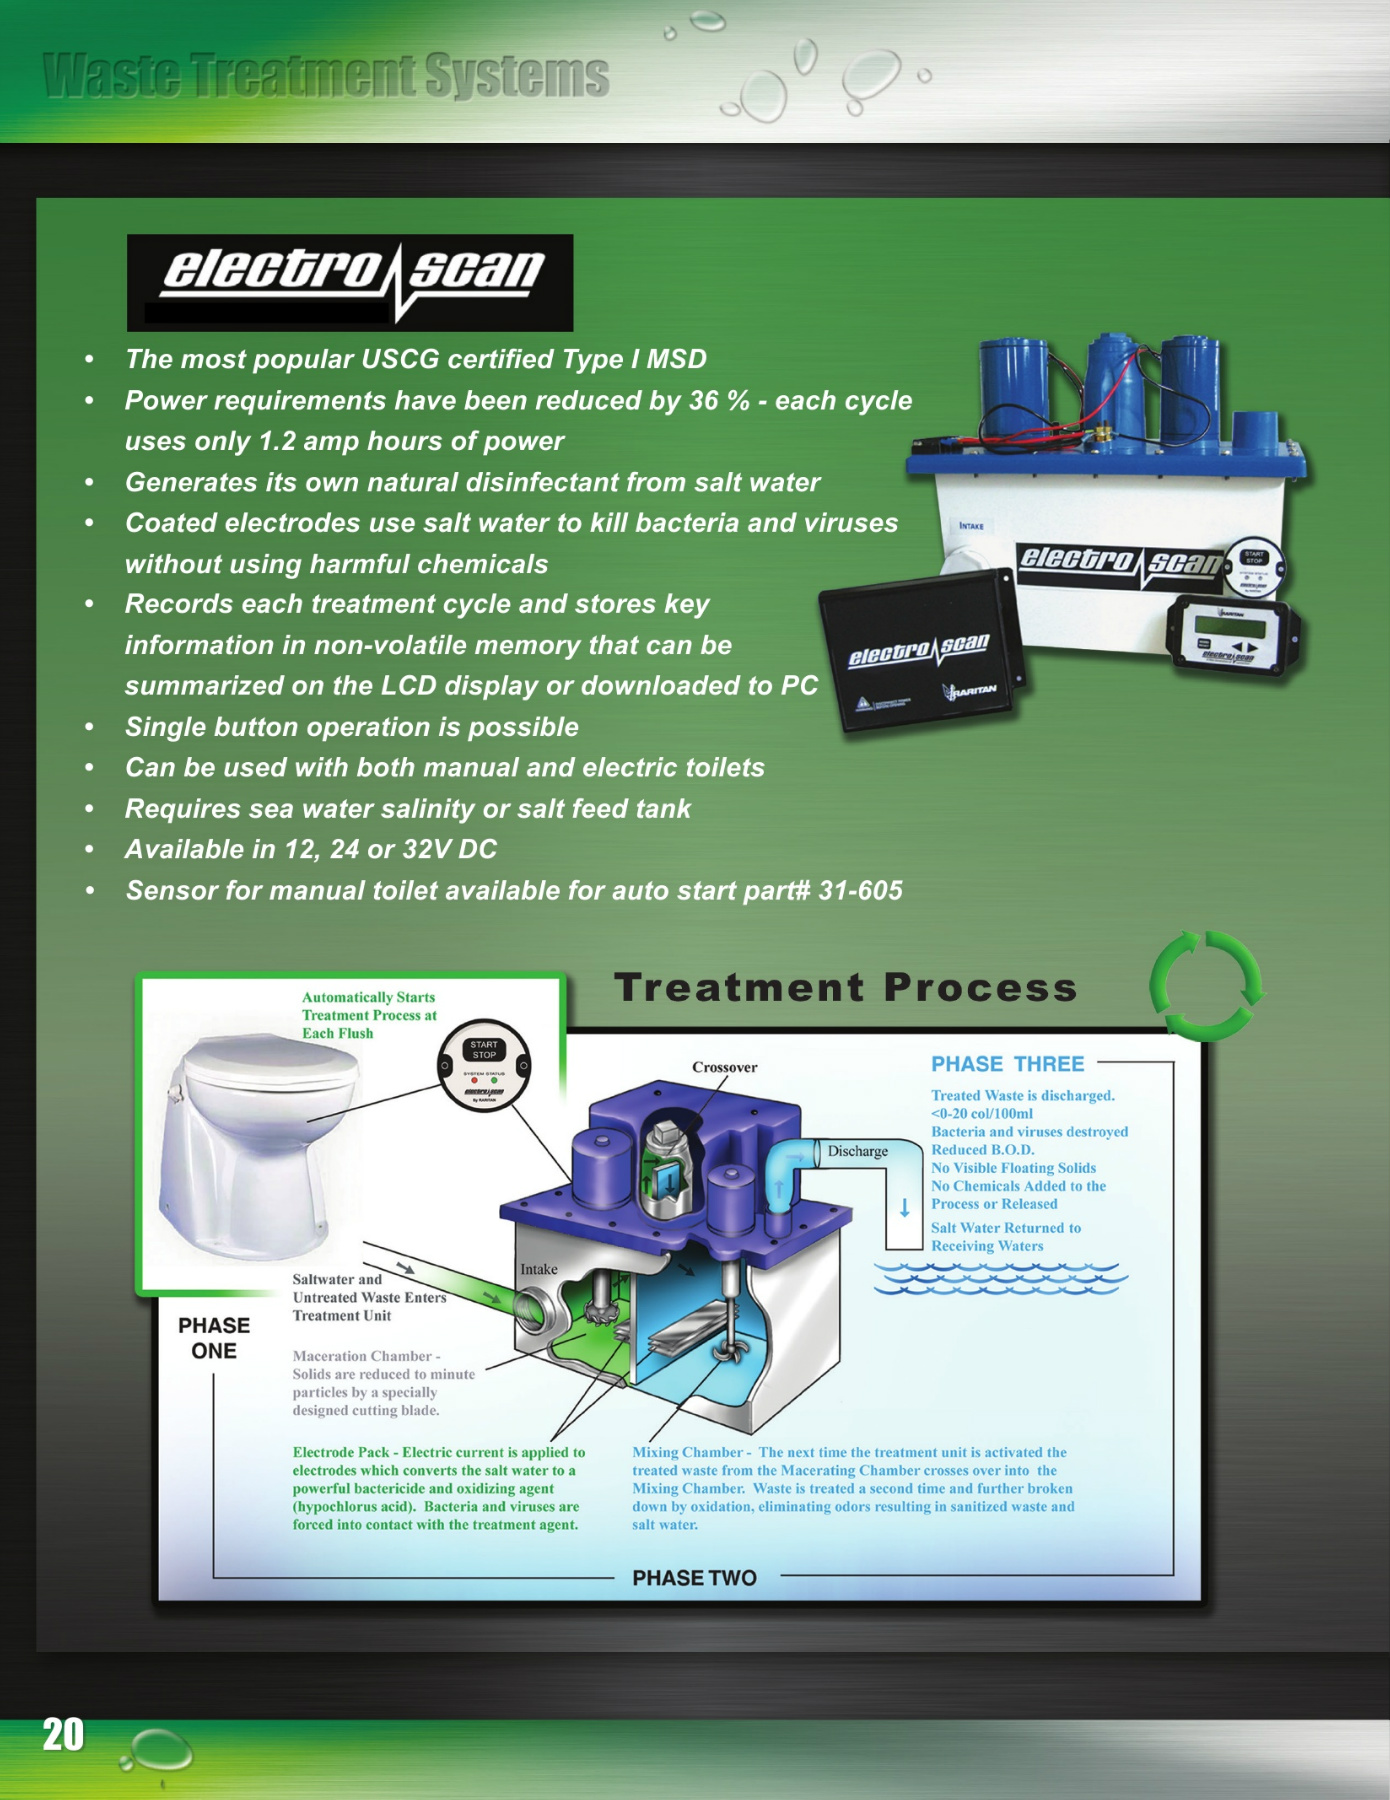 Waste Treatment Systems
electro scan
• The most popular USCG certified Type I MSD
• Power requirements have been reduced by 36 % - each cycle
uses only 1.2 amp hours of power
• Generates its own natural disinfectant from salt water
• Coated electrodes use salt water to kill bacteria and viruses
without using harmful chemicals
• Records each treatment cycle and stores key
information in non-volatile memory that can be
summarized on the LCD display or downloaded to PC
• Single button operation is possible
• Can be used with both manual and electric toilets
• Requires sea water salinity or salt feed tank
• Available in 12, 24 or 32V DC
• Sensor for manual toilet available for auto start part# 31-605
INTAKE
electro scan
START
STOP
SYSTEM STATUS
electro scan
RARITAN
electro scan
RARITAN
electro scan
Treatment Process
Automatically Starts
Treatment Process at
Each Flush
START
STOP
SYSTEM STATUS
electro scan
by RARITAN
Crossover
Discharge
Intake
PHASE THREE
Treated Waste is discharged.
<0-20 col/100ml
Bacteria and viruses destroyed
Reduced B.O.D.
No Visible Floating Solids
No Chemicals Added to the
Process or Released
Salt Water Returned to
Receiving Waters
PHASE
ONE
Saltwater and
Untreated Waste Enters
Treatment Unit
Maceration Chamber -
Solids are reduced to minute
particles by a specially
designed cutting blade.
Electrode Pack - Electric current is applied to
electrodes which converts the salt water to a
powerful bactericide and oxidizing agent
(hypochlorus acid). Bacteria and viruses are
forced into contact with the treatment agent.
Mixing Chamber - The next time the treatment unit is activated the
treated waste from the Macerating Chamber crosses over into the
Mixing Chamber. Waste is treated a second time and further broken
down by oxidation, eliminating odors resulting in sanitized waste and
salt water.
PHASE TWO
20